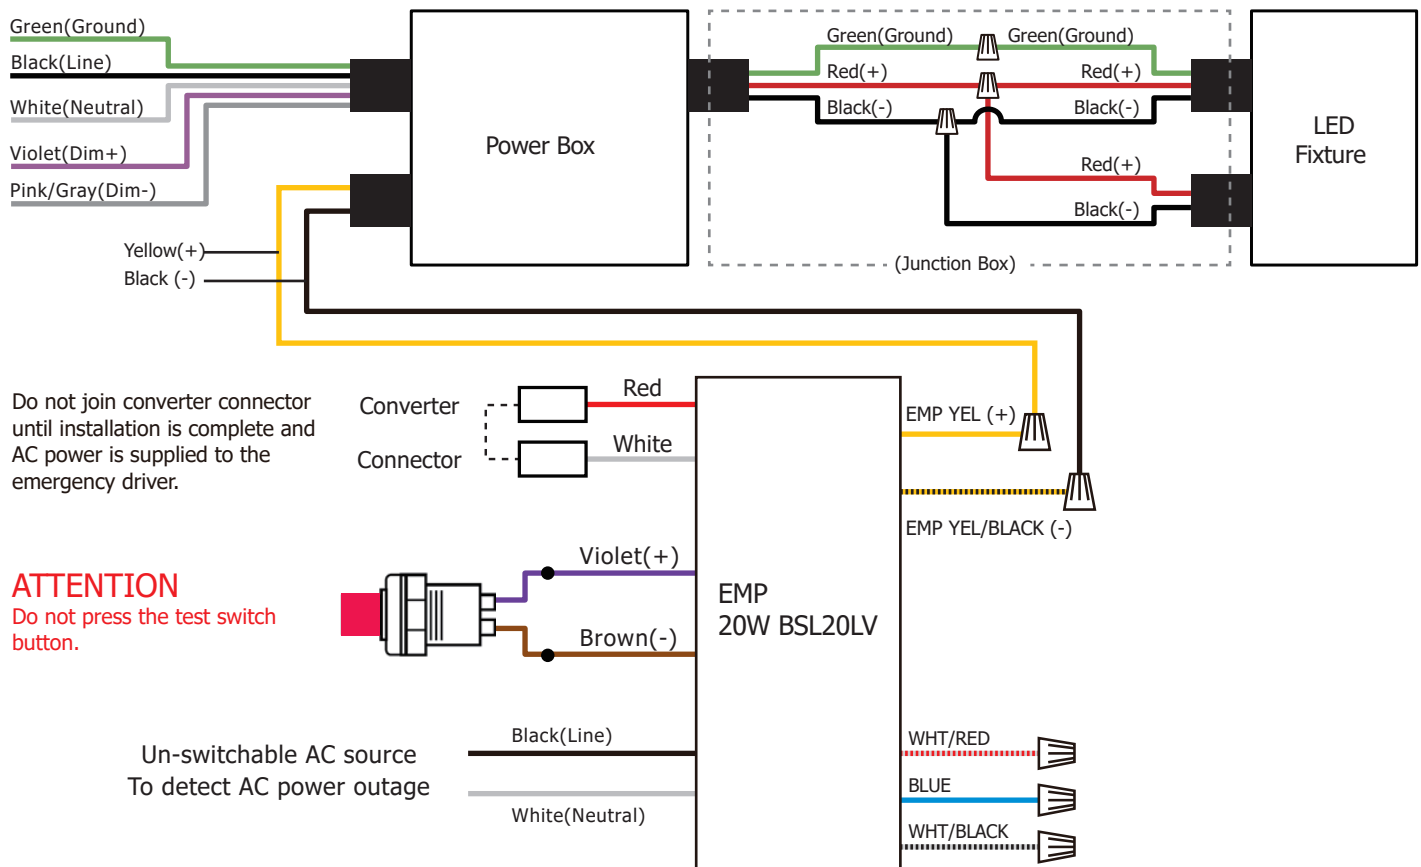 Green(Ground)
Black(Line)
White(Neutral)
Violet(Dim+)
Pink/Gray(Dim-)
Yellow(+)
Black (-)
Power Box
Green(Ground)
Green(Ground)
Red(+)
Red(+)
Black(-)
Black(-)
Red(+)
Black(-)
(Junction Box)
LED
Fixture
Do not join converter connector
until installation is complete and
AC power is supplied to the
emergency driver.
Converter
Connector
Red
White
EMP YEL (+)
EMP YEL/BLACK (-)
ATTENTION
Do not press the test switch
button.
Violet(+)
Brown(-)
EMP
20W BSL20LV
Un-switchable AC source
To detect AC power outage
Black(Line)
White(Neutral)
WHT/RED
BLUE
WHT/BLACK